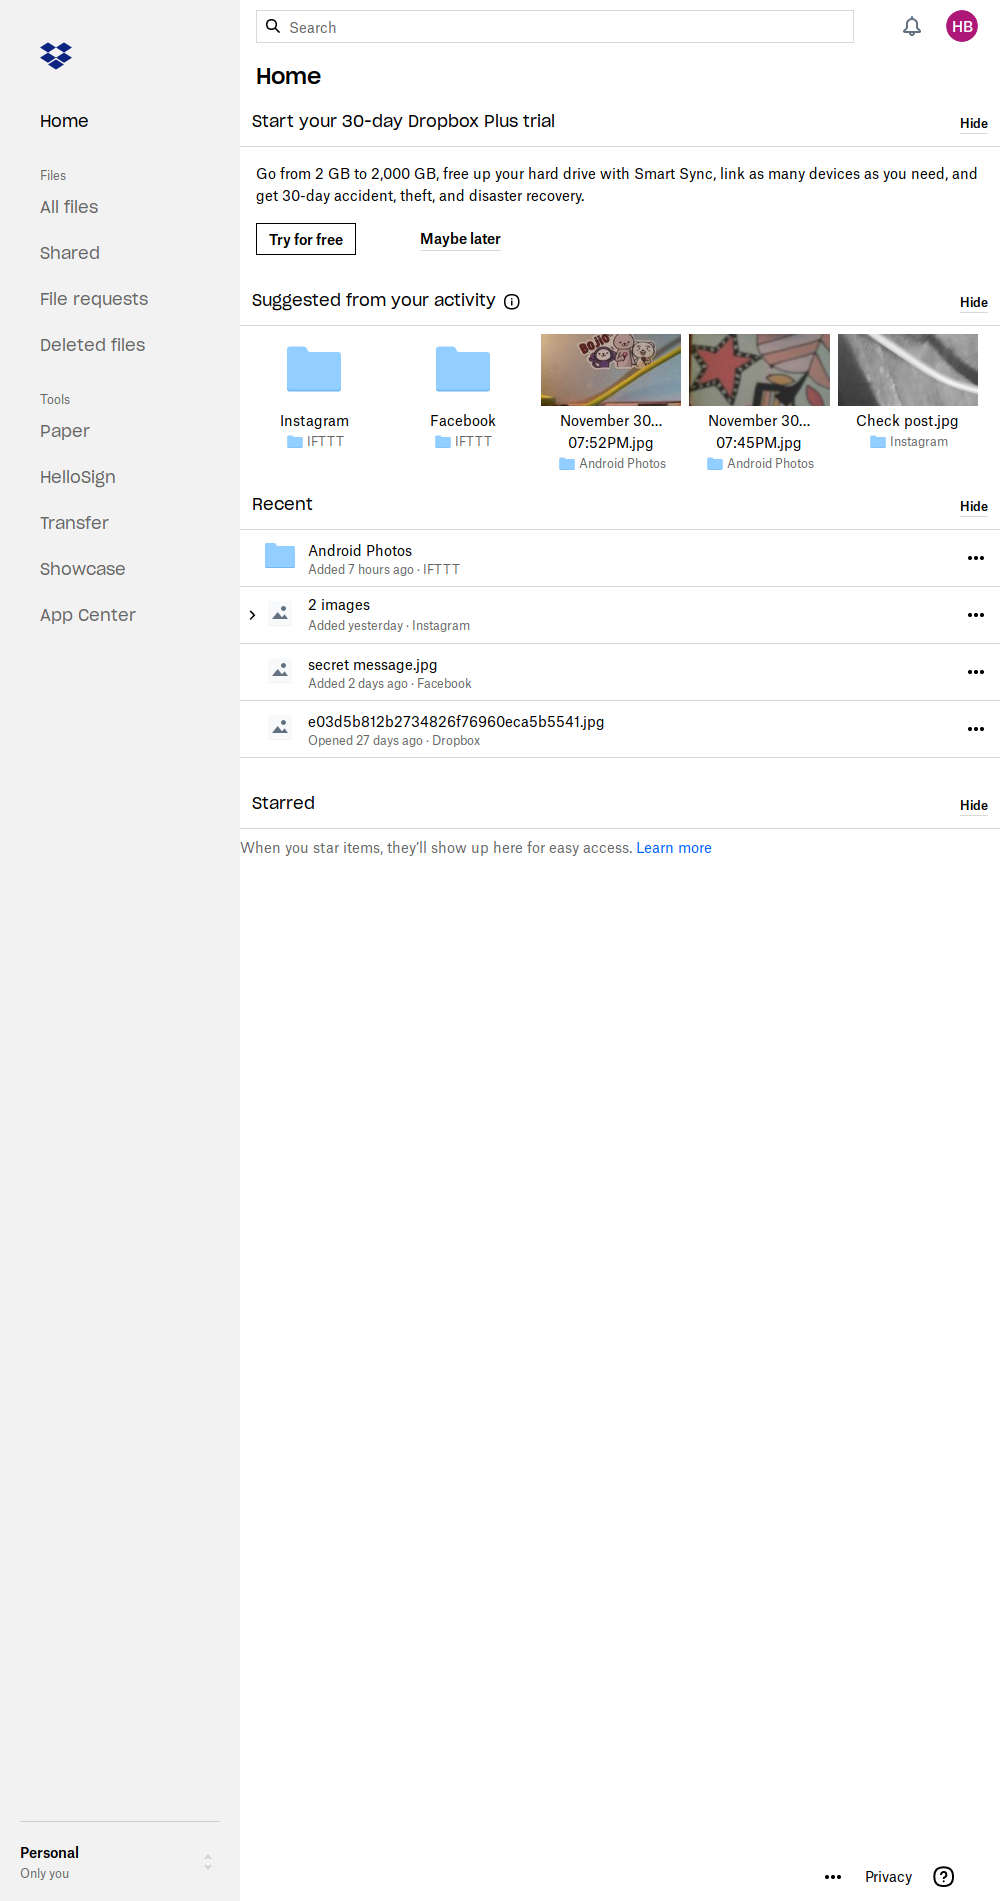 Search
HB
Home
Home
Start your 30-day Dropbox Plus trial
Hide
Files
Go from 2 GB to 2,000 GB, free up your hard drive with Smart Sync, link as many devices as you need, and
get 30-day accident, theft, and disaster recovery.
All files
Try for free
Maybe later
Shared
File requests
Suggested from your activity
Hide
Deleted files
Bojio
Tools
Instagram
IFTTT
Facebook
IFTTT
November 30...
07:52PM.jpg
Android Photos
November 30...
07:45PM.jpg
Android Photos
Check post.jpg
Instagram
Paper
HelloSign
Transfer
Showcase
App Center
Recent
Hide
Android Photos
Added 7 hours ago · IFTTT
2 images
Added yesterday · Instagram
secret message.jpg
Added 2 days ago · Facebook
e03d5b812b2734826f76960eca5b5541.jpg
Opened 27 days ago · Dropbox
Starred
Hide
When you star items, they’ll show up here for easy access. Learn more
Personal
Only you
Privacy